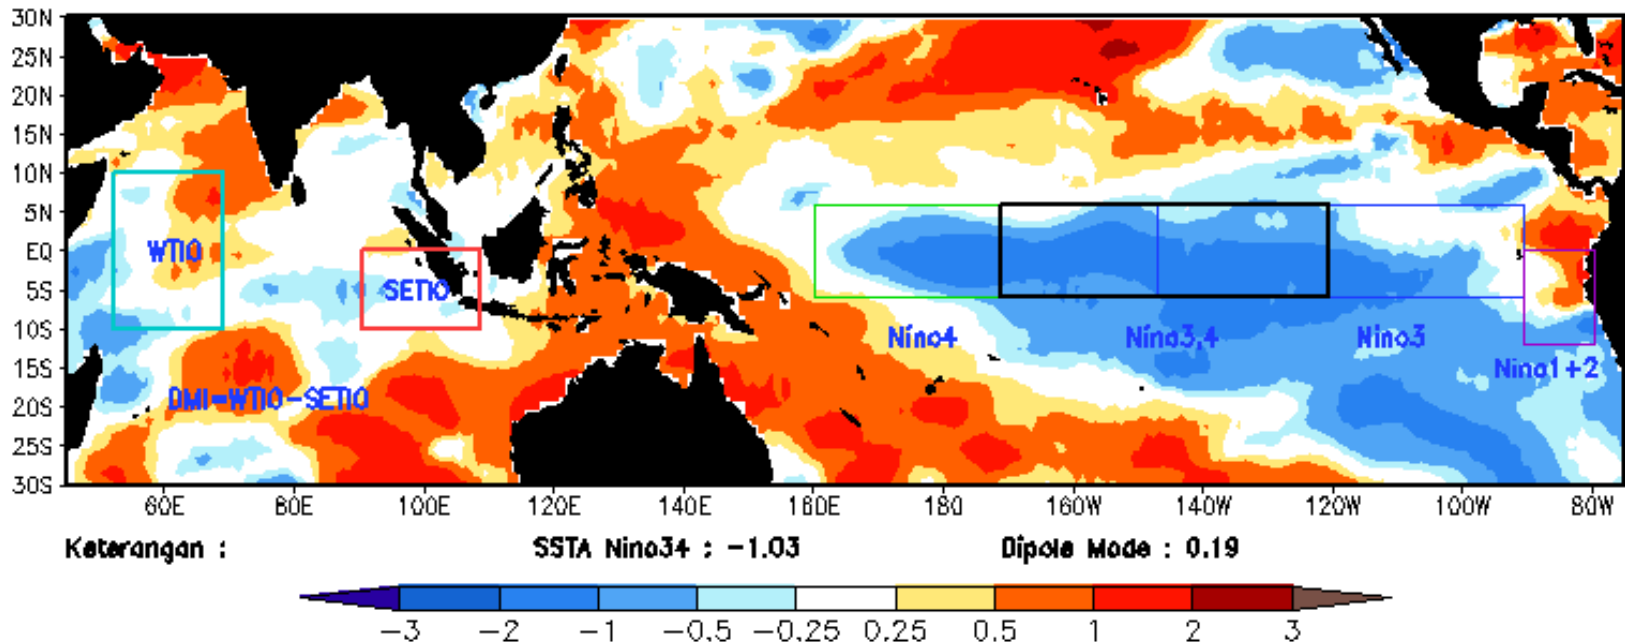 30N
25N
20N
15N
10N
5N
EQ
5S
10S
15S
20S
25S
30S
WTIO
SETIO
Nino4
Nino3,4
Nino3
Nino1+2
DMI=WTIO-SETIO
60E 80E 100E 120E 140E 160E 180 160W 140W 120W 100W 80W
Keterangan : SSTA Nino34 : -1.03 Dipole Mode : 0.19
-3 -2 -1 -0.5 -0.25 0.25 0.5 1 2 3